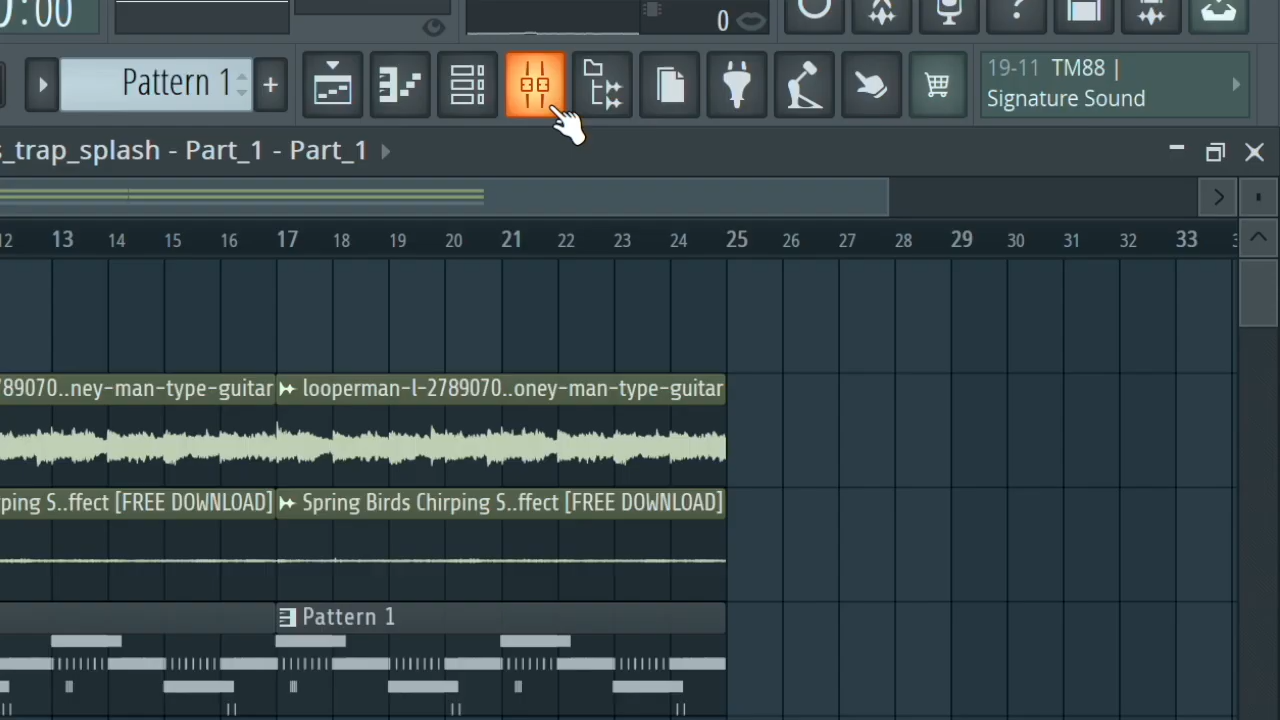 0:00
0
Pattern 1
+
19-11 TM88 |
Signature Sound
s_trap_splash - Part_1 - Part_1
12 13 14 15 16 17 18 19 20 21 22 23 24 25 26 27 28 29 30 31 32 33
789070..ney-man-type-guitar looperman-l-2789070..oney-man-type-guitar
ping S..ffect [FREE DOWNLOAD] Spring Birds Chirping S..ffect [FREE DOWNLOAD]
Pattern 1